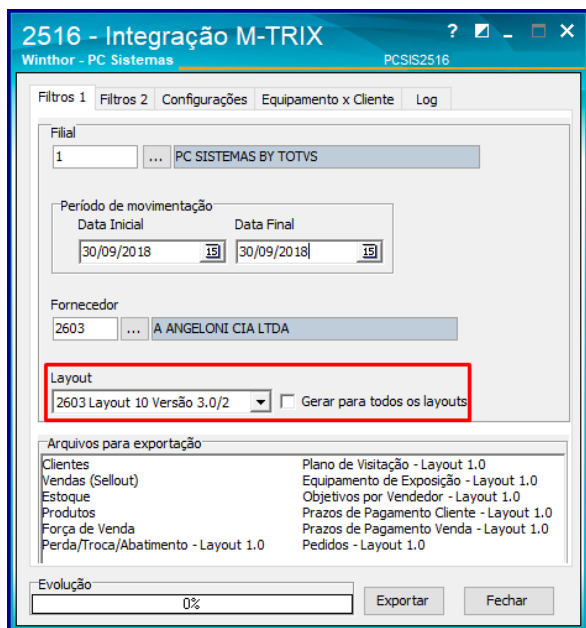 2516 - Integração M-TRIX
?
Winthor - PC Sistemas
PCSIS2516
Filtros 1 Filtros 2 Configurações Equipamento x Cliente Log
Filial
1 ... PC SISTEMAS BY TOTVS
Período de movimentação
Data Inicial Data Final
30/09/2018 15 30/09/2018 15
Fornecedor
2603 ... A ANGELONI CIA LTDA
Layout
2603 Layout 10 Versão 3.0/2 Gerar para todos os layouts
Arquivos para exportação
Clientes Plano de Visitação - Layout 1.0
Vendas (Sellout) Equipamento de Exposição - Layout 1.0
Estoque Objetivos por Vendedor - Layout 1.0
Produtos Prazos de Pagamento Cliente - Layout 1.0
Força de Venda Prazos de Pagamento Venda - Layout 1.0
Perda/Troca/Abatimento - Layout 1.0 Pedidos - Layout 1.0
Evolução
0% Exportar Fechar